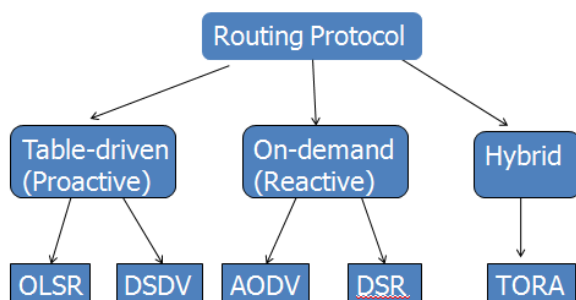 Routing Protocol
Table-driven
(Proactive)
On-demand
(Reactive)
Hybrid
OLSR
DSDV
AODV
DSR
TORA